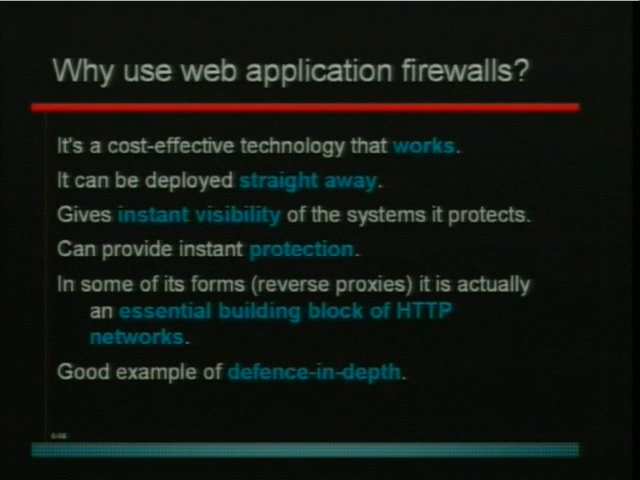 Why use web application firewalls?
It's a cost-effective technology that works.
It can be deployed straight away.
Gives instant visibility of the systems it protects.
Can provide instant protection.
In some of its forms (reverse proxies) it is actually
an essential building block of HTTP
networks.
Good example of defence-in-depth.